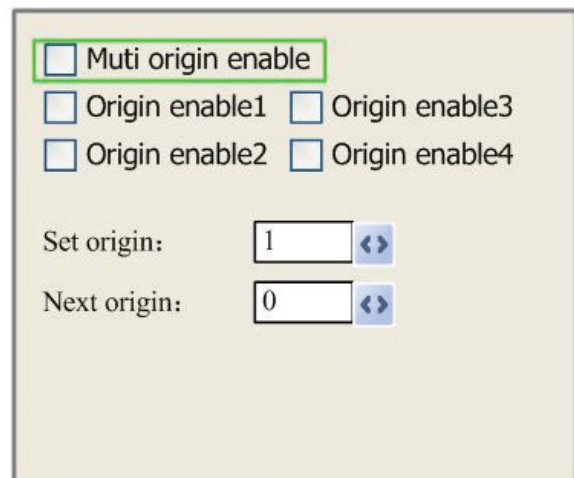 Muti origin enable
Origin enable1 Origin enable3
Origin enable2 Origin enable4
Set origin: 1
Next origin: 0